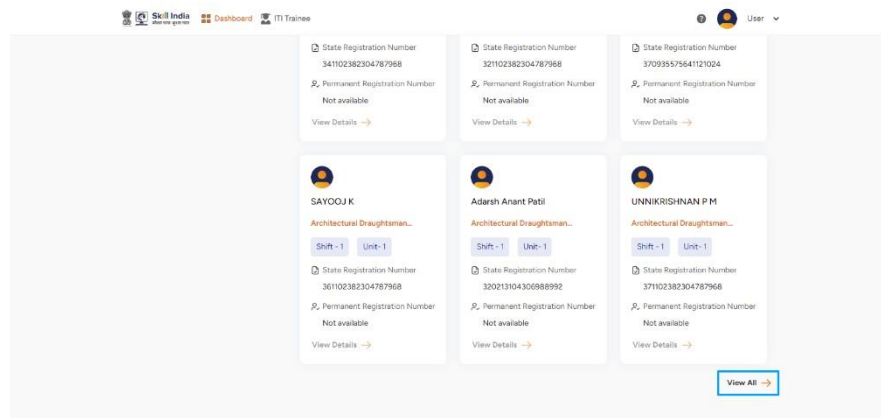 Skill India
कौशल भारत-कुशल भारत
Dashboard
ITI Trainee
User
State Registration Number
341102382304787968
Permanent Registration Number
Not available
View Details
State Registration Number
321102382304787968
Permanent Registration Number
Not available
View Details
State Registration Number
370935575641121024
Permanent Registration Number
Not available
View Details
SAYOOJ K
Architectural Draughtsman...
Shift - 1 Unit- 1
State Registration Number
361102382304787968
Permanent Registration Number
Not available
View Details
Adarsh Anant Patil
Architectural Draughtsman...
Shift - 1 Unit- 1
State Registration Number
320213104306988992
Permanent Registration Number
Not available
View Details
UNNIKRISHNAN P M
Architectural Draughtsman...
Shift - 1 Unit- 1
State Registration Number
371102382304787968
Permanent Registration Number
Not available
View Details
View All